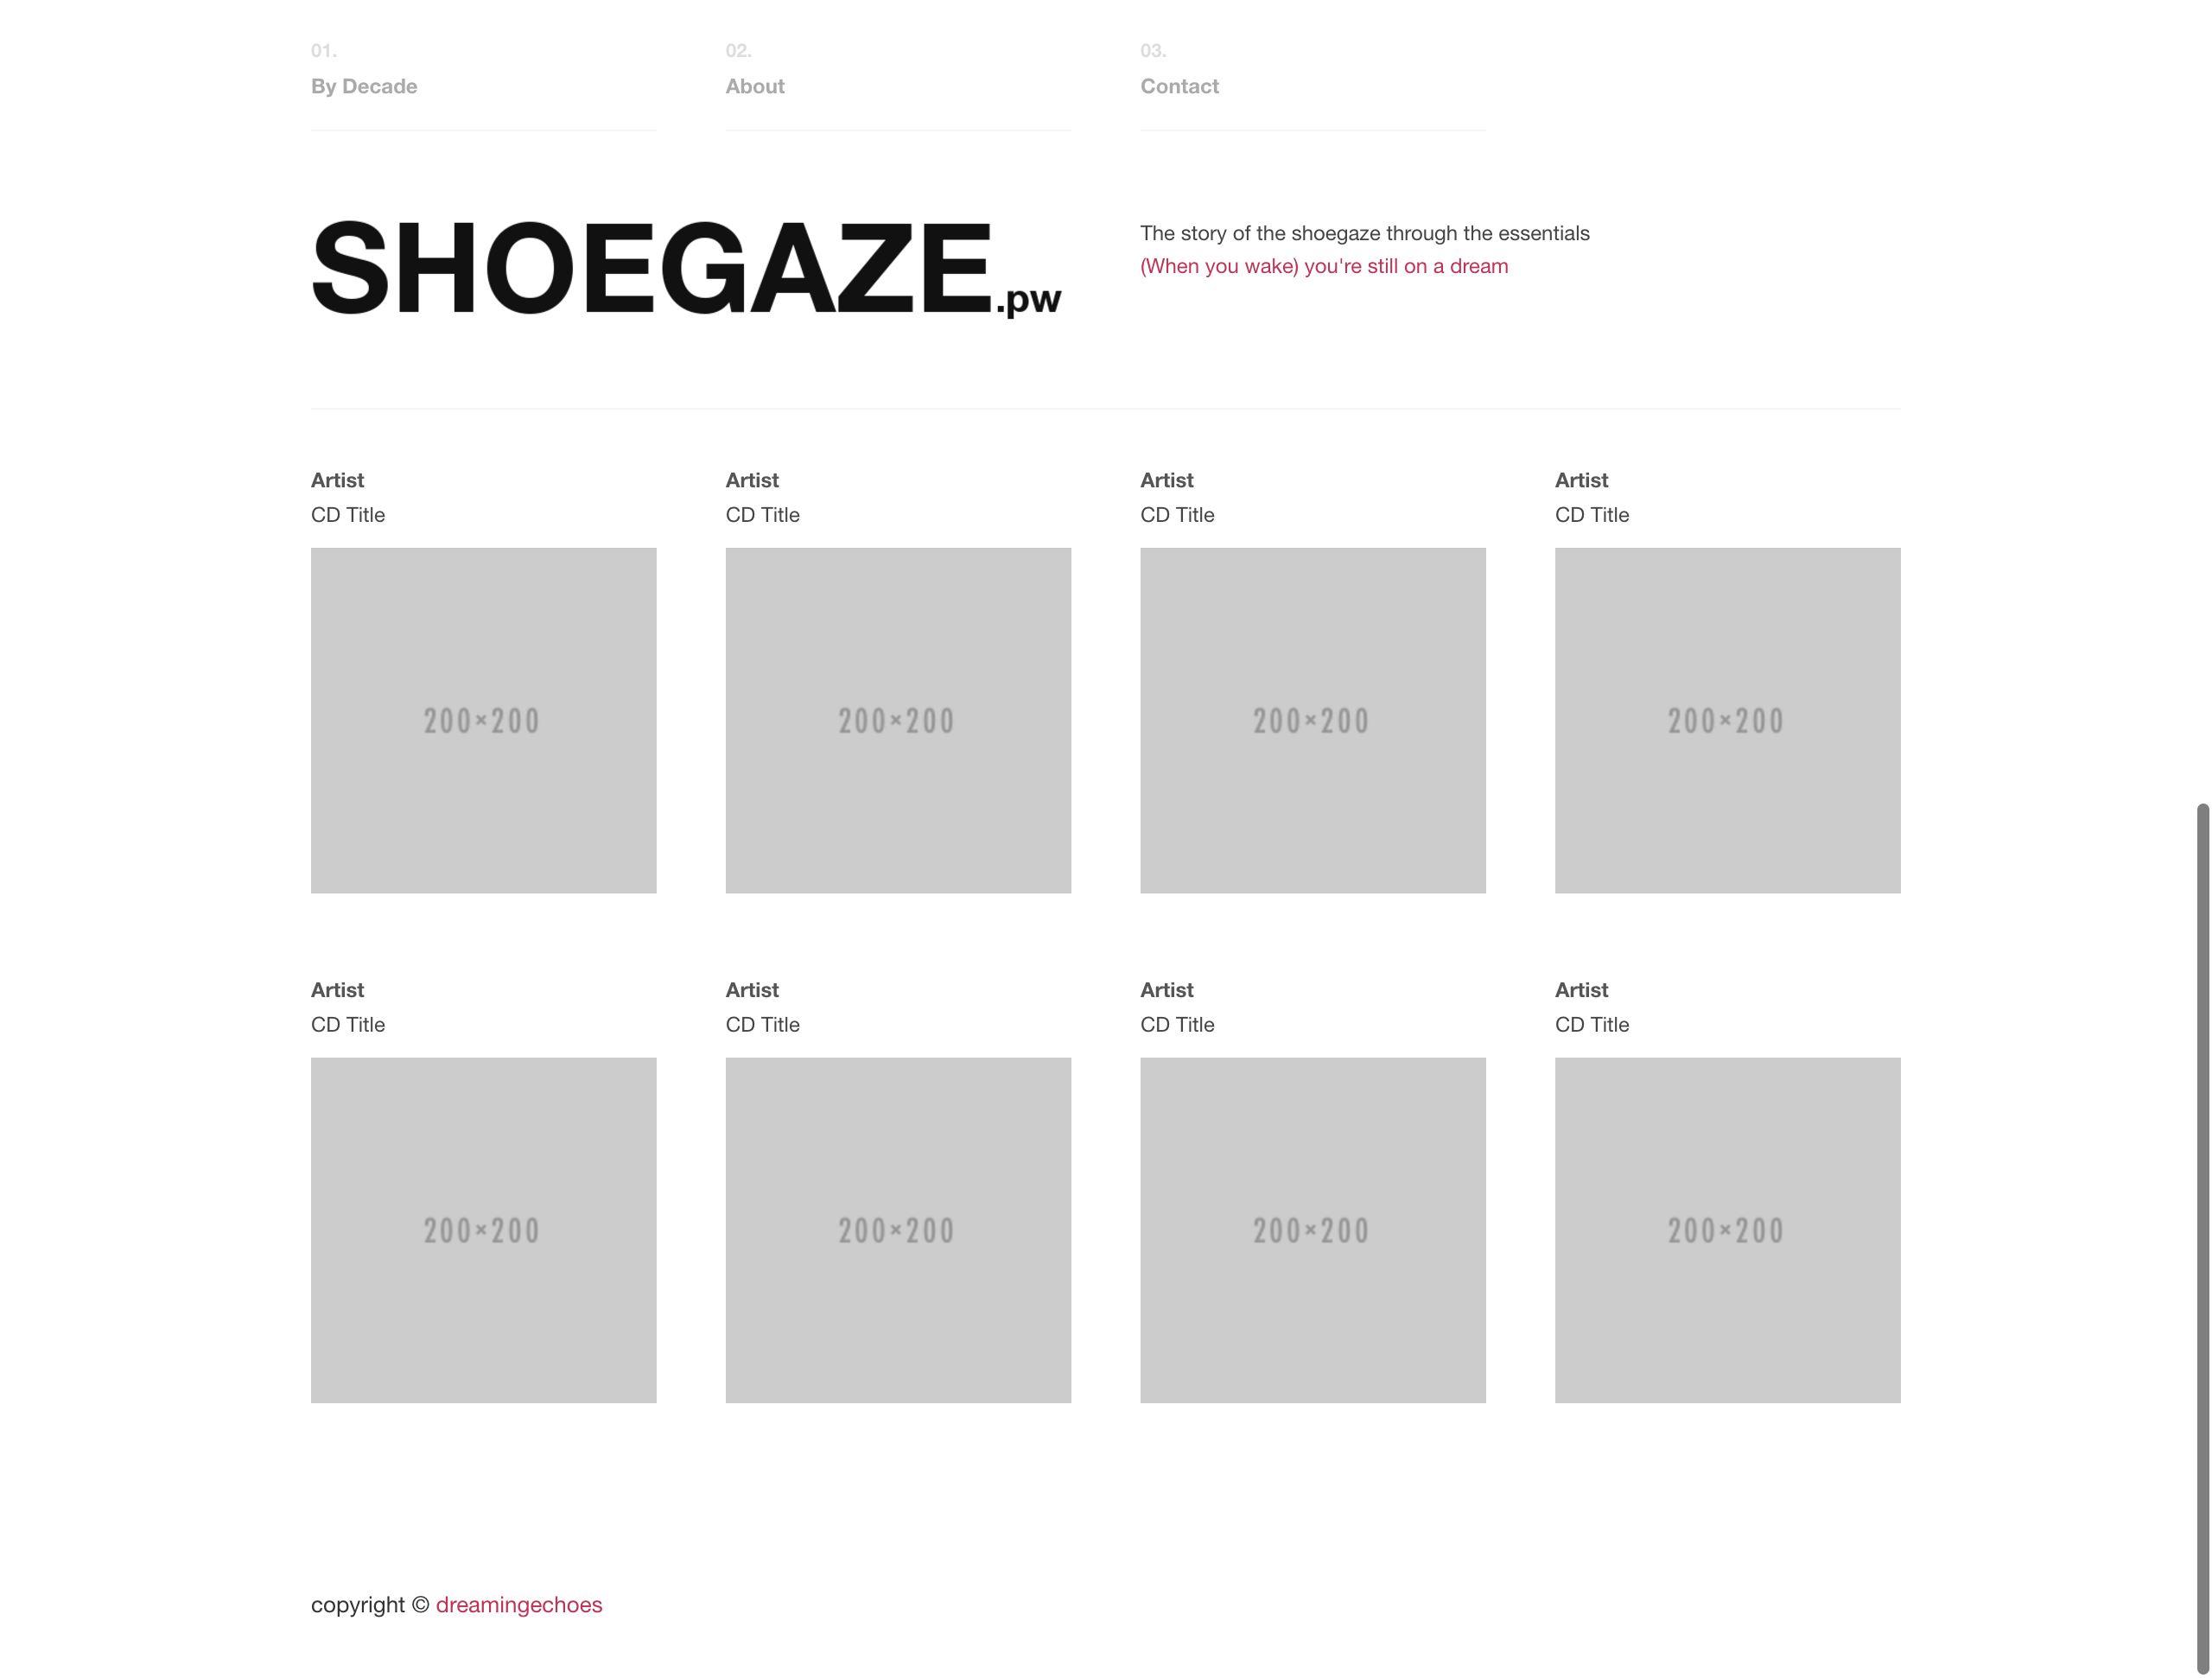 01. 02. 03.
By Decade About Contact
SHOEGAZE.pw
The story of the shoegaze through the essentials
(When you wake) you're still on a dream
Artist Artist Artist Artist
CD Title CD Title CD Title CD Title
200×200 200×200 200×200 200×200
Artist Artist Artist Artist
CD Title CD Title CD Title CD Title
200×200 200×200 200×200 200×200
copyright © dreamingechoes